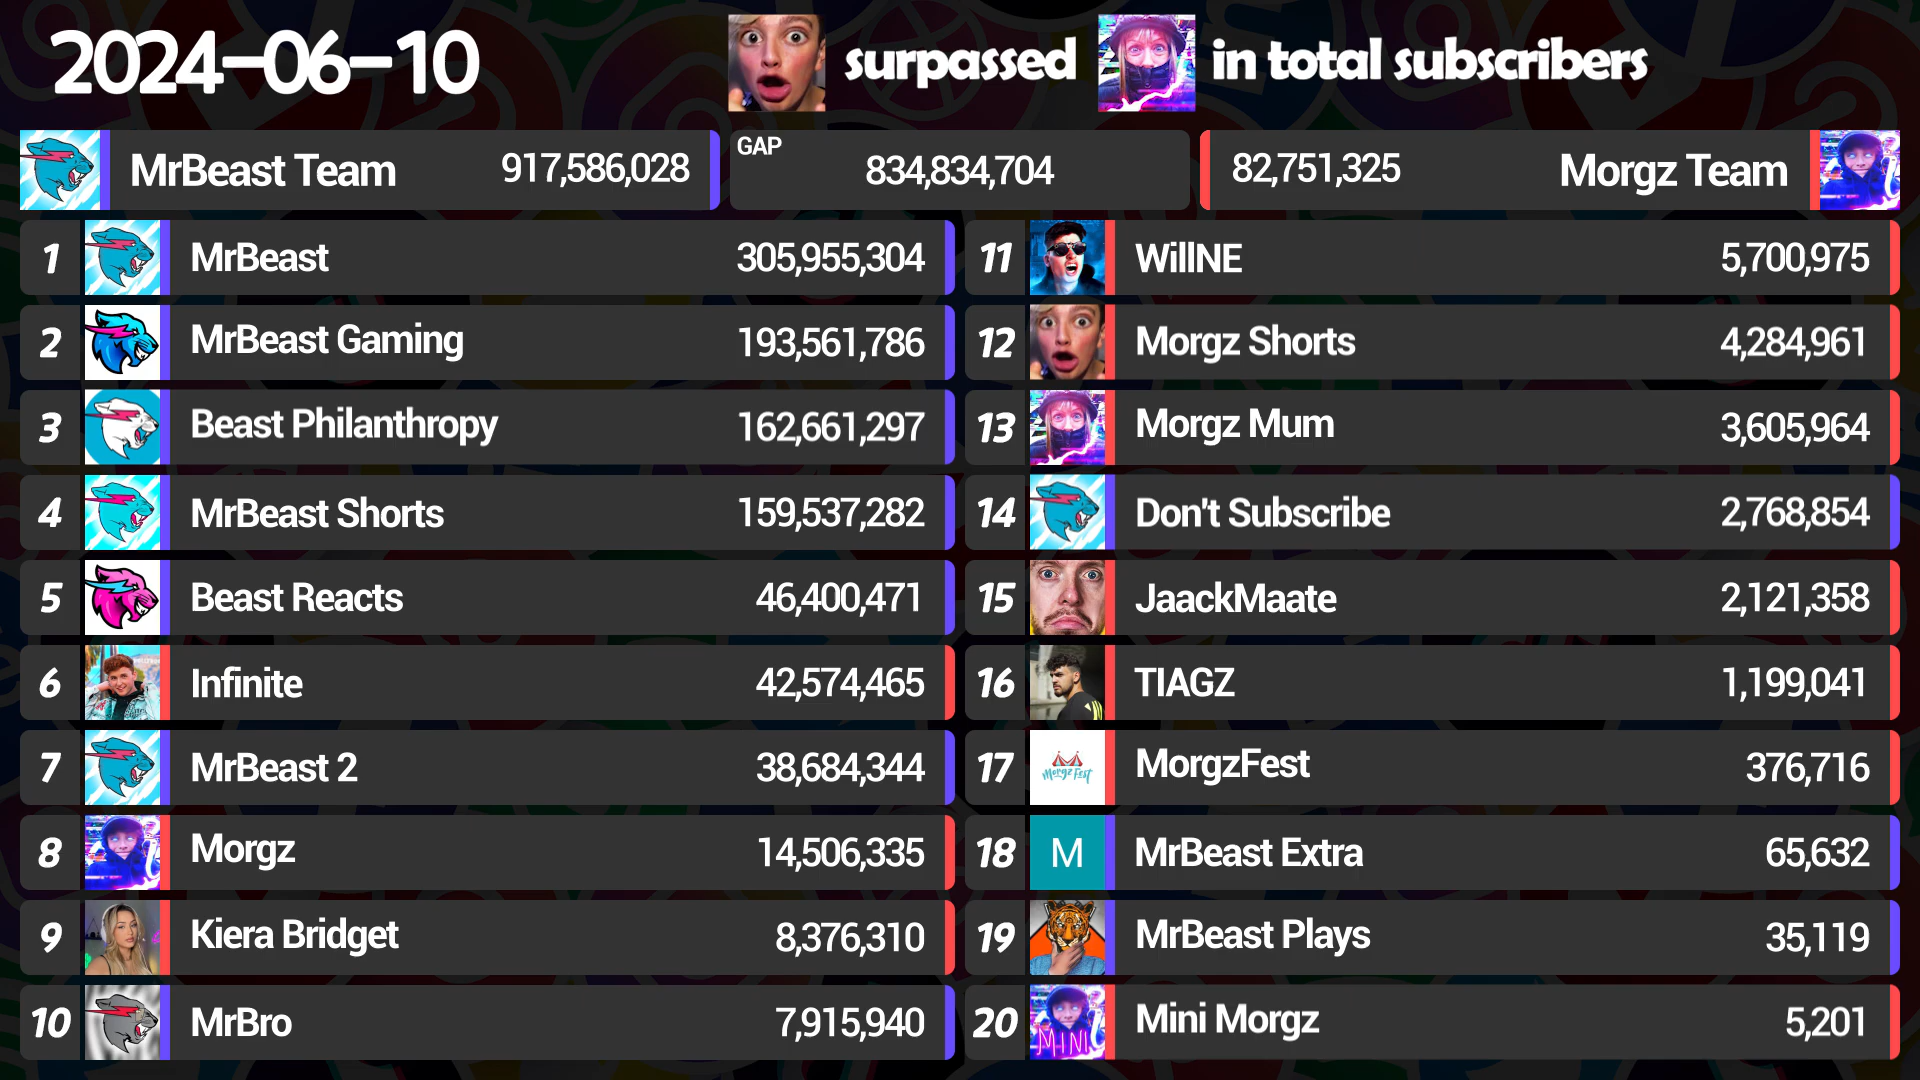 2024-06-10
surpassed in total subscribers
MrBeast Team 917,586,028
GAP
834,834,704
82,751,325 Morgz Team
1 MrBeast 305,955,304
2 MrBeast Gaming 193,561,786
3 Beast Philanthropy 162,661,297
4 MrBeast Shorts 159,537,282
5 Beast Reacts 46,400,471
6 Infinite 42,574,465
7 MrBeast 2 38,684,344
8 Morgz 14,506,335
9 Kiera Bridget 8,376,310
10 MrBro 7,915,940
11 WillNE 5,700,975
12 Morgz Shorts 4,284,961
13 Morgz Mum 3,605,964
14 Don't Subscribe 2,768,854
15 JaackMaate 2,121,358
16 TIAGZ 1,199,041
17 Morgz Fest MorgzFest 376,716
18 M MrBeast Extra 65,632
19 MrBeast Plays 35,119
20 MINI Mini Morgz 5,201